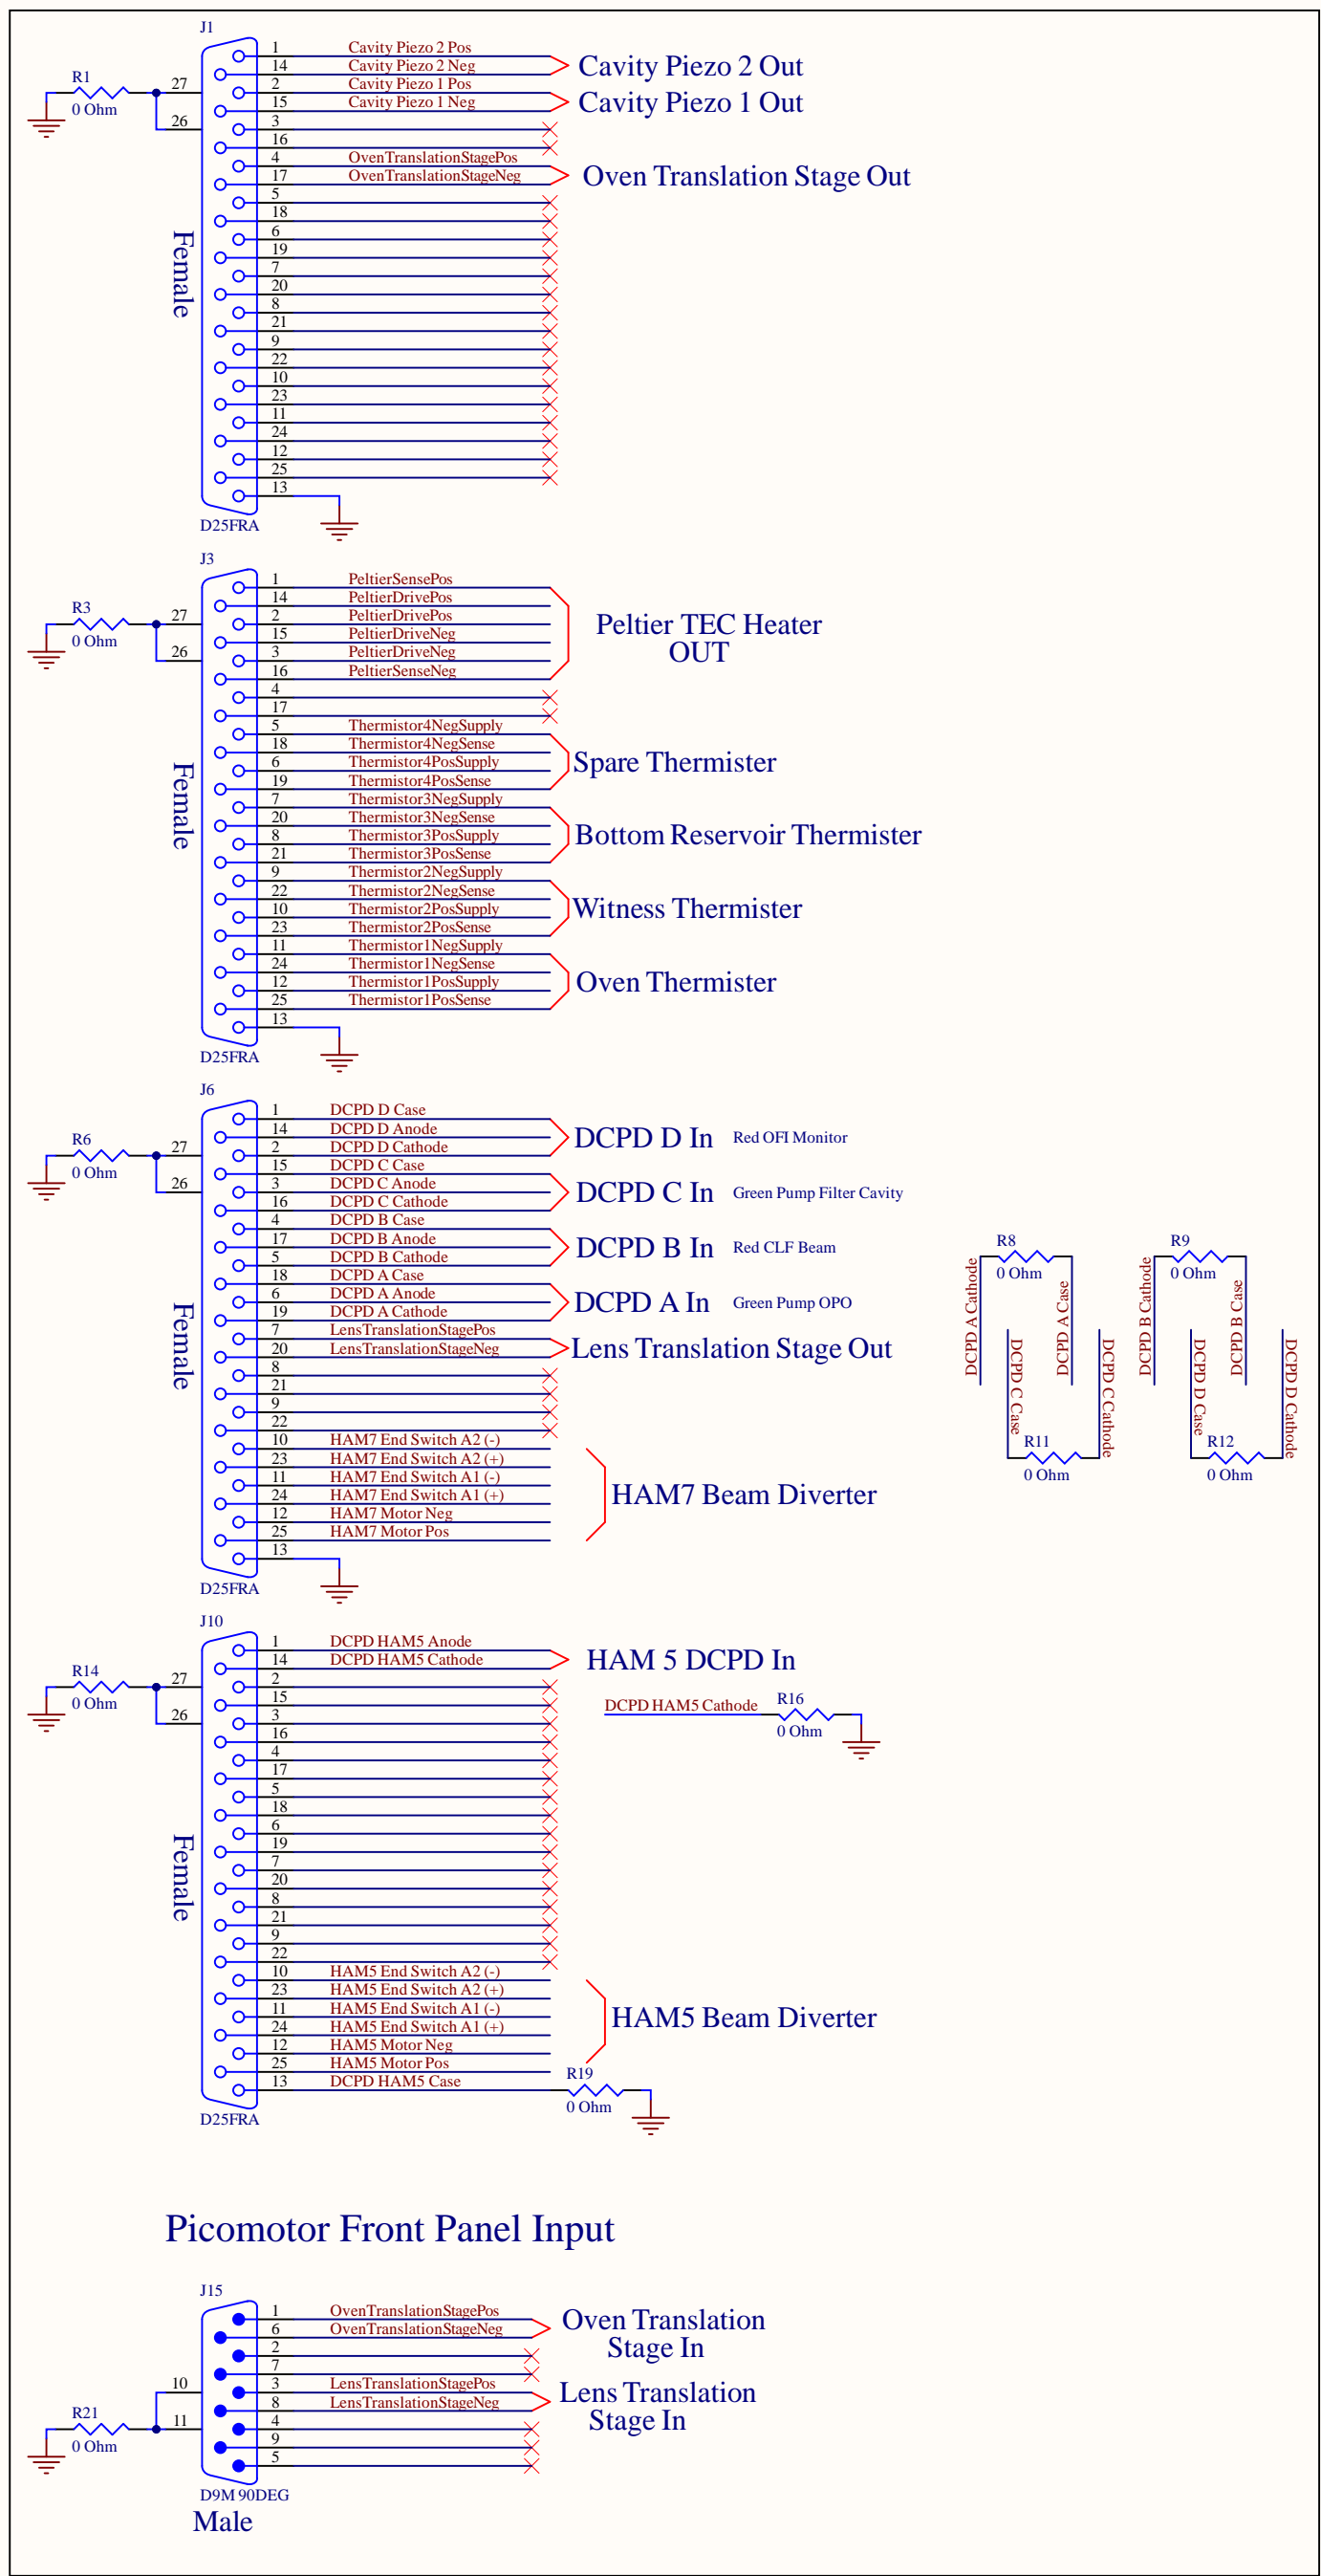 J1
1 Cavity Piezo 2 Pos
14 Cavity Piezo 2 Neg
Cavity Piezo 2 Out
2 Cavity Piezo 1 Pos
15 Cavity Piezo 1 Neg
Cavity Piezo 1 Out
R1
0 Ohm
27
26
3
16
4 OvenTranslationStagePos
17 OvenTranslationStageNeg
Oven Translation Stage Out
5
18
6
19
7
20
8
21
9
22
10
23
11
24
12
25
13
Female
D25FRA
J3
1 PeltierSensePos
14 PeltierDrivePos
2 PeltierDrivePos
15 PeltierDriveNeg
3 PeltierDriveNeg
16 PeltierSenseNeg
Peltier TEC Heater
OUT
R3
0 Ohm
27
26
4
17
5 Thermistor4NegSupply
18 Thermistor4NegSense
6 Thermistor4PosSupply
19 Thermistor4PosSense
Spare Thermister
7 Thermistor3NegSupply
20 Thermistor3NegSense
8 Thermistor3PosSupply
21 Thermistor3PosSense
Bottom Reservoir Thermister
9 Thermistor2NegSupply
22 Thermistor2NegSense
10 Thermistor2PosSupply
23 Thermistor2PosSense
Witness Thermister
11 Thermistor1NegSupply
24 Thermistor1NegSense
12 Thermistor1PosSupply
25 Thermistor1PosSense
Oven Thermister
13
Female
D25FRA
J6
1 DCPD D Case
14 DCPD D Anode
2 DCPD D Cathode
DCPD D In Red OFI Monitor
R6
0 Ohm
27
26
15 DCPD C Case
3 DCPD C Anode
16 DCPD C Cathode
DCPD C In Green Pump Filter Cavity
4 DCPD B Case
17 DCPD B Anode
5 DCPD B Cathode
DCPD B In Red CLF Beam
18 DCPD A Case
6 DCPD A Anode
19 DCPD A Cathode
DCPD A In Green Pump OPO
7 LensTranslationStagePos
20 LensTranslationStageNeg
Lens Translation Stage Out
8
21
9
22
10 HAM7 End Switch A2 (-)
23 HAM7 End Switch A2 (+)
11 HAM7 End Switch A1 (-)
24 HAM7 End Switch A1 (+)
12 HAM7 Motor Neg
25 HAM7 Motor Pos
HAM7 Beam Diverter
13
Female
D25FRA
R8
0 Ohm
DCPD A Cathode
DCPD A Case
DCPD C Case
DCPD C Cathode
R11
0 Ohm
R9
0 Ohm
DCPD B Cathode
DCPD B Case
DCPD D Case
DCPD D Cathode
R12
0 Ohm
J10
1 DCPD HAM5 Anode
14 DCPD HAM5 Cathode
HAM 5 DCPD In
R14
0 Ohm
27
26
DCPD HAM5 Cathode R16
0 Ohm
2
15
3
16
4
17
5
18
6
19
7
20
8
21
9
22
10 HAM5 End Switch A2 (-)
23 HAM5 End Switch A2 (+)
11 HAM5 End Switch A1 (-)
24 HAM5 End Switch A1 (+)
12 HAM5 Motor Neg
25 HAM5 Motor Pos
HAM5 Beam Diverter
13 DCPD HAM5 Case
R19
0 Ohm
Female
D25FRA
Picomotor Front Panel Input
J15
1 OvenTranslationStagePos
6 OvenTranslationStageNeg
Oven Translation
Stage In
2
7
3 LensTranslationStagePos
8 LensTranslationStageNeg
Lens Translation
Stage In
10
11
R21
0 Ohm
4
9
5
D9M 90DEG
Male